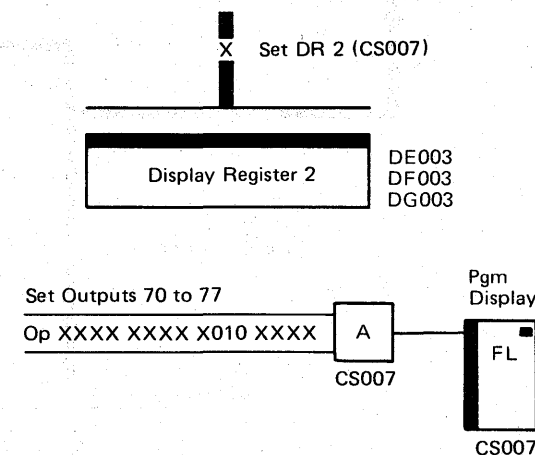 X Set DR 2 (CS007)
Display Register 2
DE003
DF003
DG003
Set Outputs 70 to 77
Op XXXX XXXX X010 XXXX
A
CS007
Pgm
Display
FL
CS007